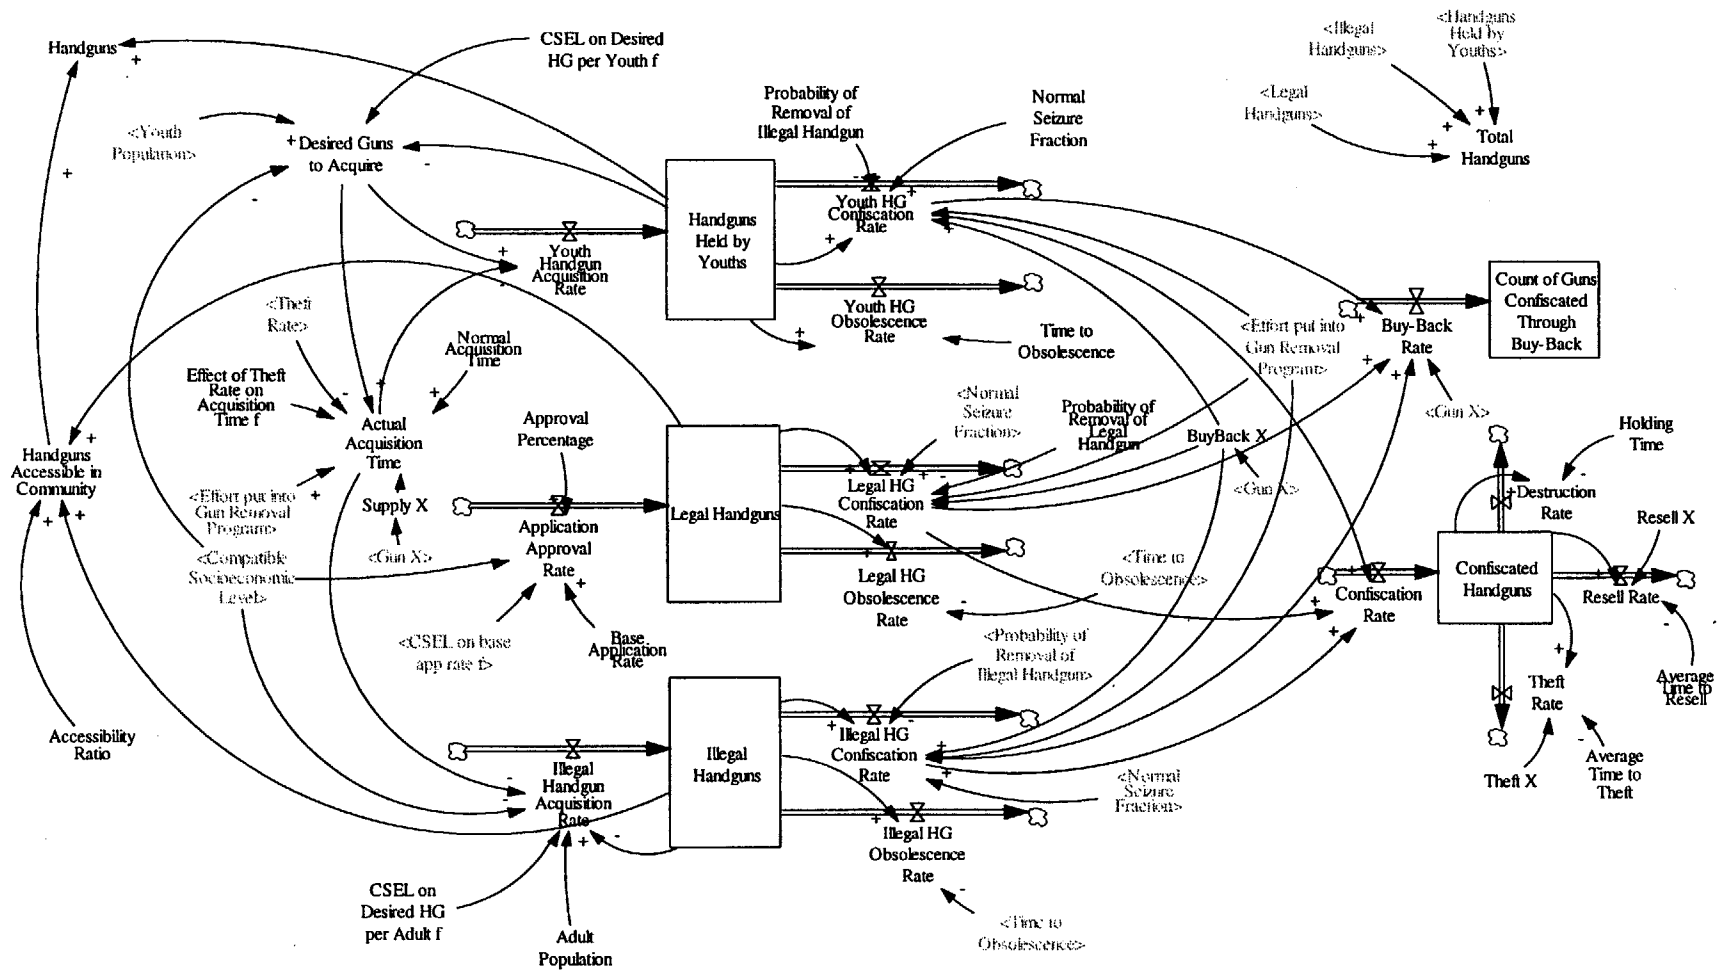 Handguns
CSEL on Desired
HG per Youth f
<Youth
Population>
Desired Guns
to Acquire
Probability of
Removal of
Illegal Handgun
Normal
Seizure
Fraction
<Illegal
Handguns>
<Handguns
Held by
Youths>
<Legal
Handguns>
Total
Handguns
Handguns
Held by
Youths
Youth HG
Confiscation
Rate
Youth
Handgun
Acquisition
Rate
Youth HG
Obsolescence
Rate
Time to
Obsolescence
<Effort put into
Gun Removal
Program>
Buy-Back
Rate
Count of Guns
Confiscated
Through
Buy-Back
<Gun X>
<Theft
Rate>
Normal
Acquisition
Time
Effect of Theft
Rate on
Acquisition
Time f
Actual
Acquisition
Time
Approval
Percentage
<Normal
Seizure
Fraction>
Probability of
Removal of
Legal
Handgun
BuyBack X
<Gun X>
Holding
Time
Handguns
Accessible in
Community
<Effort put into
Gun Removal
Program>
Supply X
<Gun X>
<Compatible
Socioeconomic
Level>
Application
Approval
Rate
Legal Handguns
Legal HG
Confiscation
Rate
Legal HG
Obsolescence
Rate
<Time to
Obsolescence>
Destruction
Rate
Resell X
Confiscation
Rate
Confiscated
Handguns
Resell Rate
Average
Time to
Resell
Theft
Rate
Theft X
Average
Time to
Theft
<CSEL on base
app rate f>
Base
Application
Rate
<Probability of
Removal of
Illegal Handgun>
Accessibility
Ratio
Illegal
Handgun
Acquisition
Rate
Illegal
Handguns
Illegal HG
Confiscation
Rate
<Normal
Seizure
Fraction>
Illegal HG
Obsolescence
Rate
<Time to
Obsolescence>
CSEL on
Desired HG
per Adult f
Adult
Population